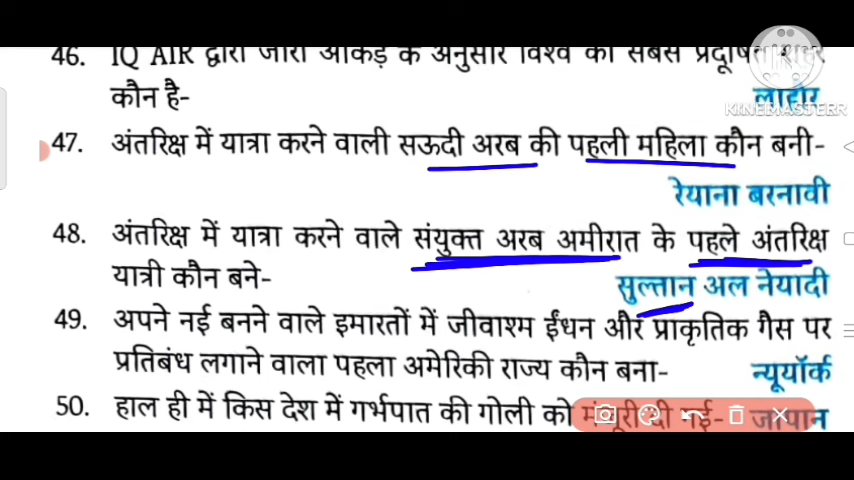 46. IQ AIR द्वारा जारी आंकड़े के अनुसार विश्व का सबसे प्रदूषित शहर
कौन है- लाहौर
KINEMASTER
47. अंतरिक्ष में यात्रा करने वाली सऊदी अरब की पहली महिला कौन बनी-
रेयाना बरनावी
48. अंतरिक्ष में यात्रा करने वाले संयुक्त अरब अमीरात के पहले अंतरिक्ष
यात्री कौन बने- सुल्तान अल नेयादी
49. अपने नई बनने वाले इमारतों में जीवाश्म ईंधन और प्राकृतिक गैस पर
प्रतिबंध लगाने वाला पहला अमेरिकी राज्य कौन बना- न्यूयॉर्क
50. हाल ही में किस देश में गर्भपात की गोली को मंजूरी दी गई- जापान